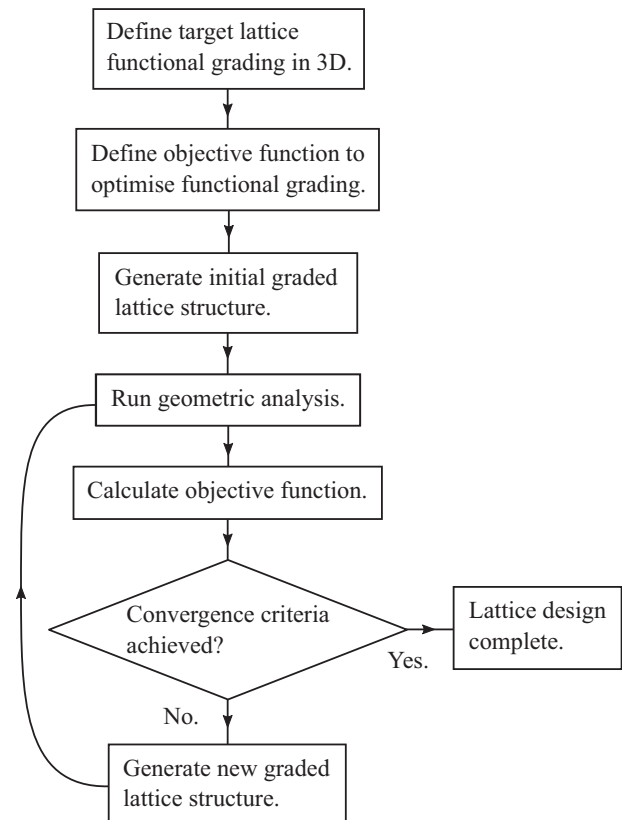 Define target lattice
functional grading in 3D.
Define objective function to
optimise functional grading.
Generate initial graded
lattice structure.
Run geometric analysis.
Calculate objective function.
Convergence criteria
achieved?
Yes.
Lattice design
complete.
No.
Generate new graded
lattice structure.